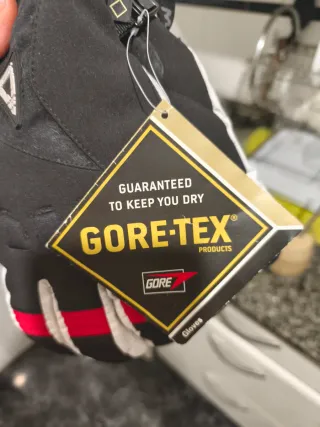 GUARANTEED
TO KEEP YOU DRY
GORE-TEX®
PRODUCTS
GORE
Gloves